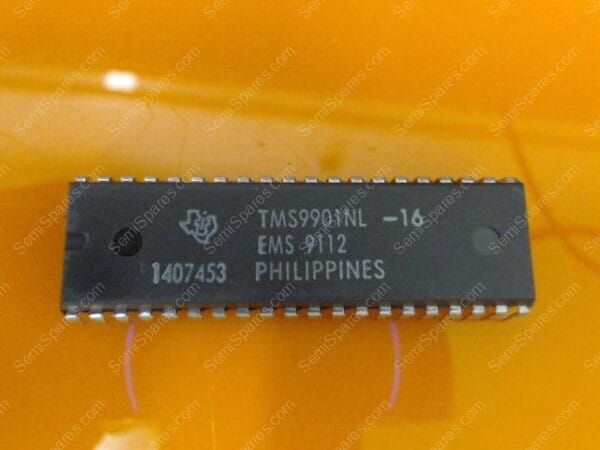 TMS9901NL -16
EMS 9112
1407453 PHILIPPINES
SemiSpares.com